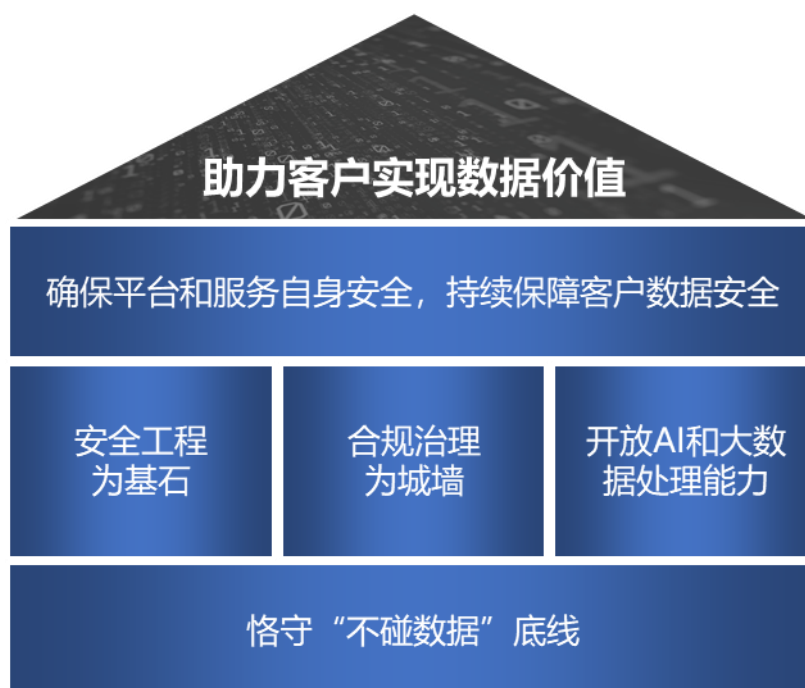 助力客户实现数据价值
确保平台和服务自身安全，持续保障客户数据安全
安全工程
为基石
合规治理
为城墙
开放AI和大数
据处理能力
恪守“不碰数据”底线